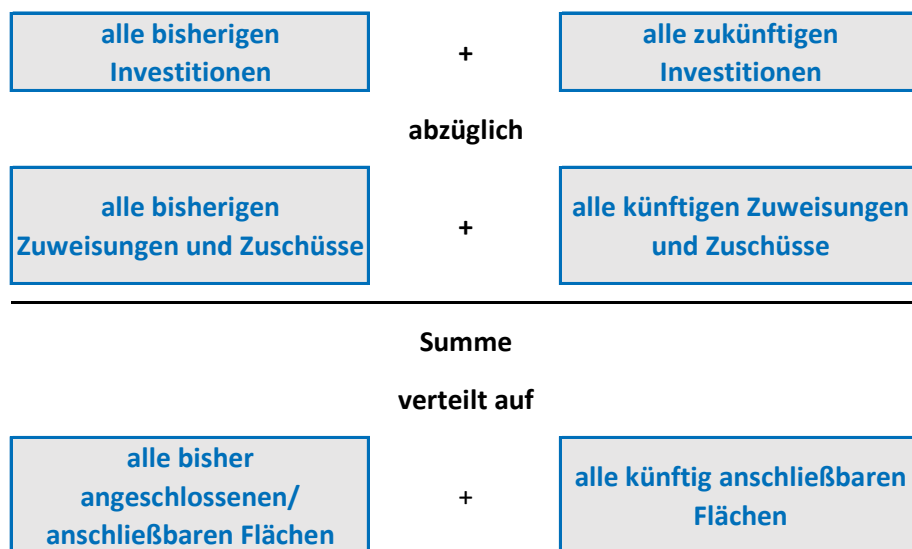 alle bisherigen
Investitionen
+
alle zukünftigen
Investitionen
abzüglich
alle bisherigen
Zuweisungen und Zuschüsse
+
alle künftigen Zuweisungen
und Zuschüsse
Summe
verteilt auf
alle bisher
angeschlossenen/
anschließbaren Flächen
+
alle künftig anschließbaren
Flächen